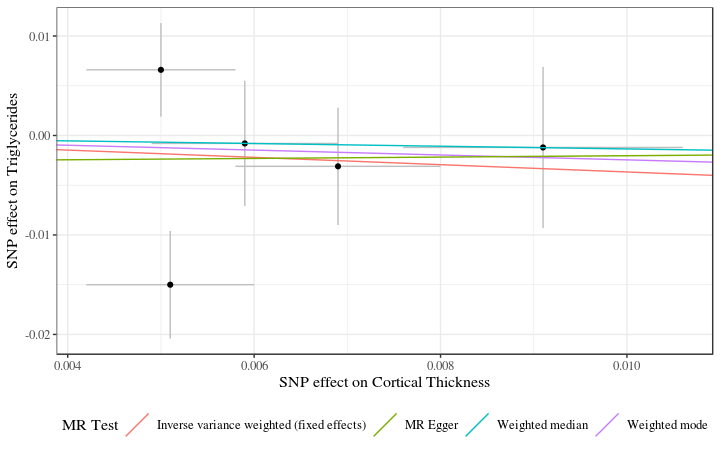 0.01
0.00
-0.01
-0.02
SNP effect on Triglycerides
0.004 0.006 0.008 0.010
SNP effect on Cortical Thickness
MR Test Inverse variance weighted (fixed effects) MR Egger Weighted median Weighted mode